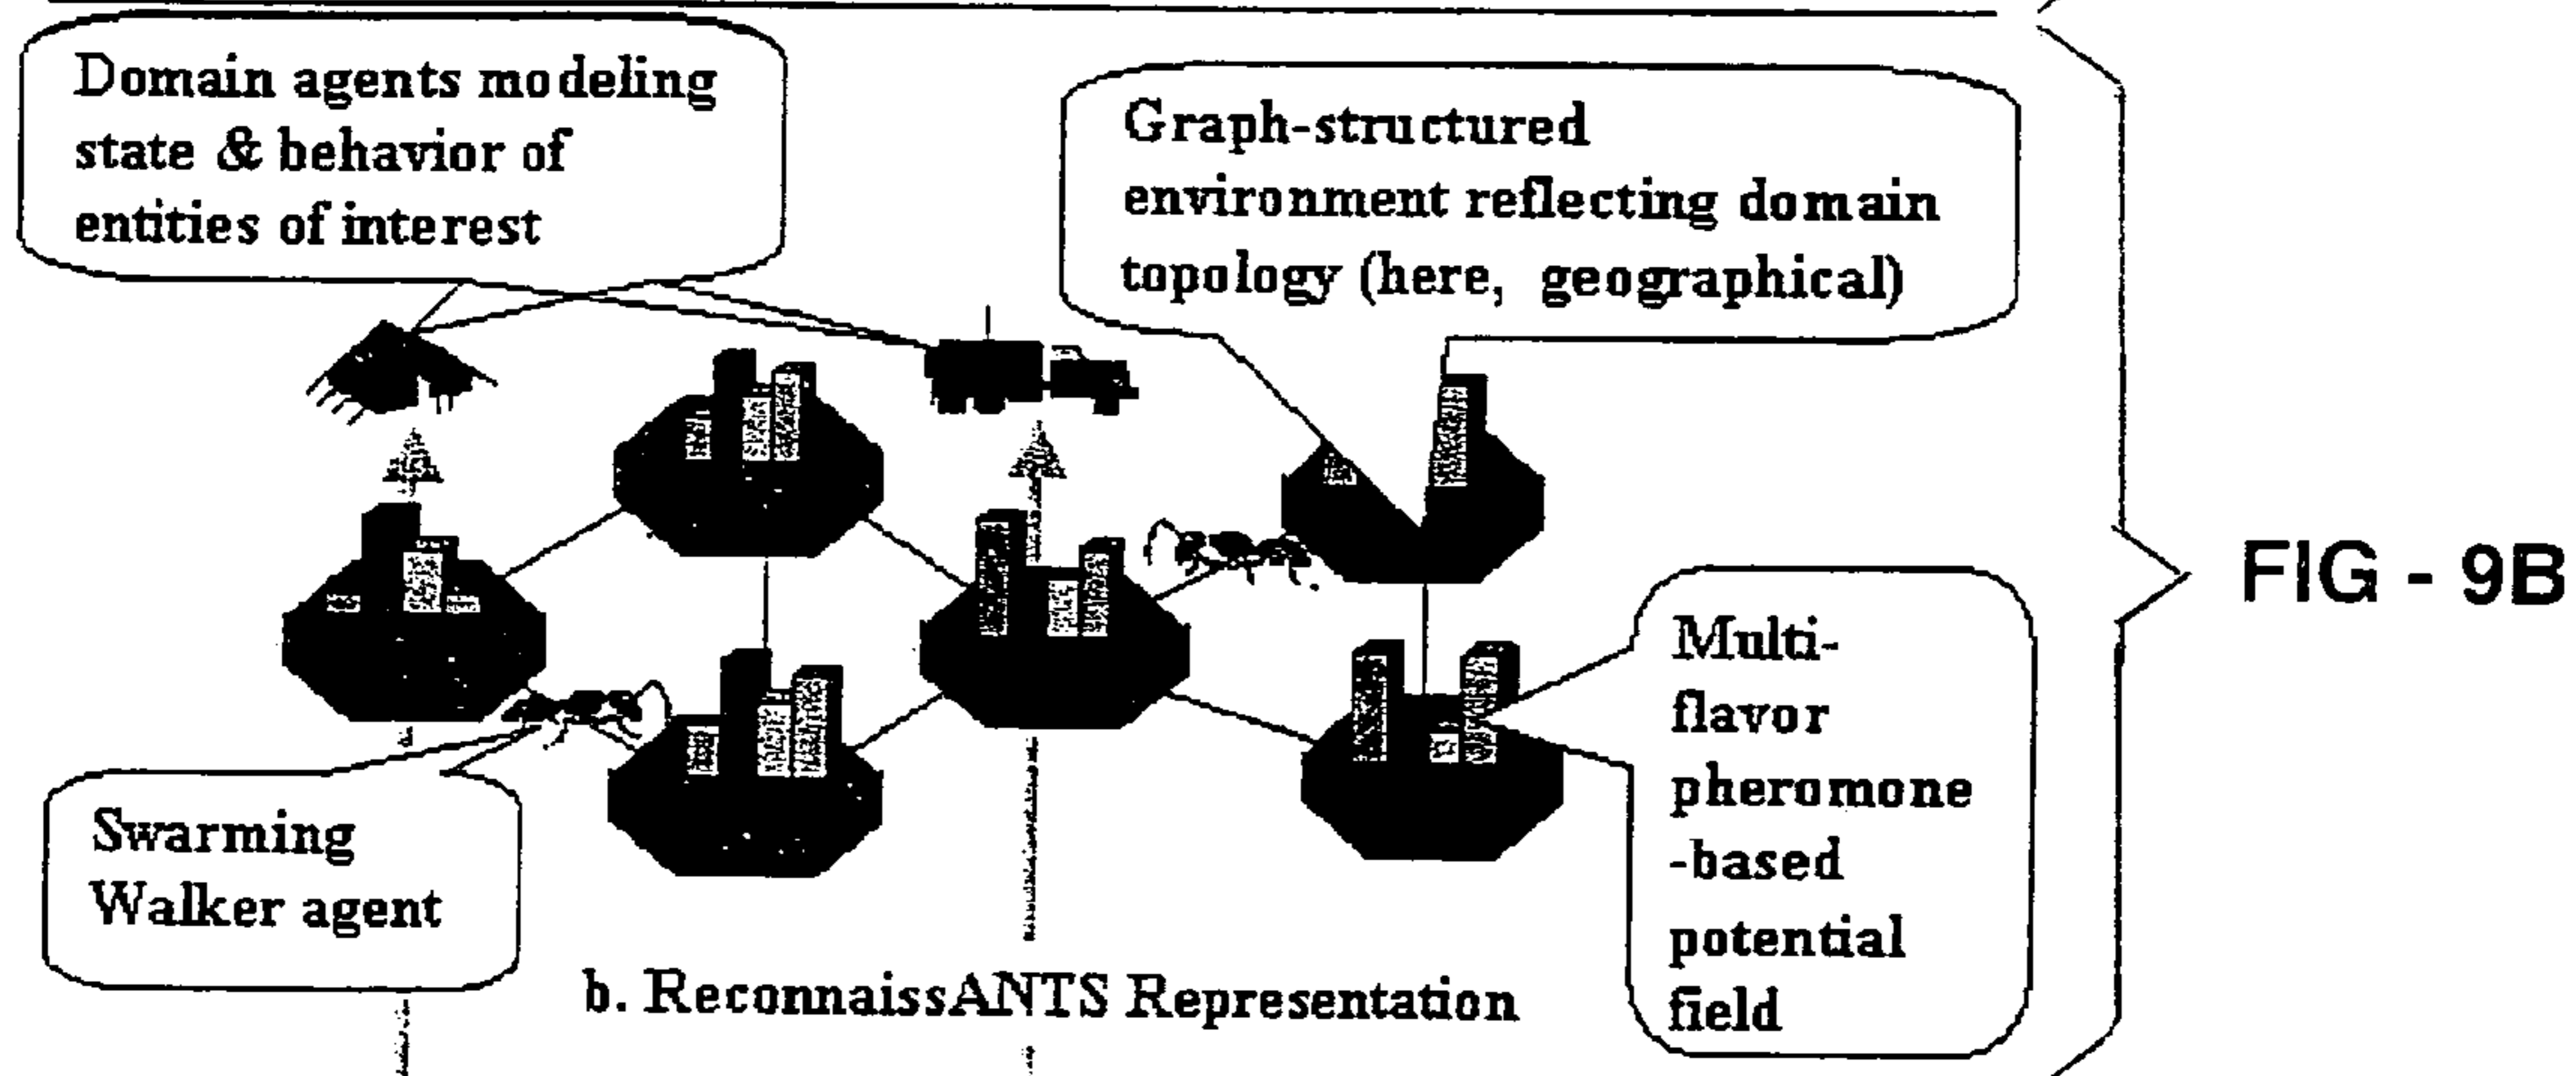 Domain agents modeling
state & behavior of
entities of interest
Graph-structured
environment reflecting domain
topology (here, geographical)
FIG - 9B
Multi-
flavor
pheromone
-based
potential
field
Swarming
Walker agent
b. ReconnaissANTS Representation